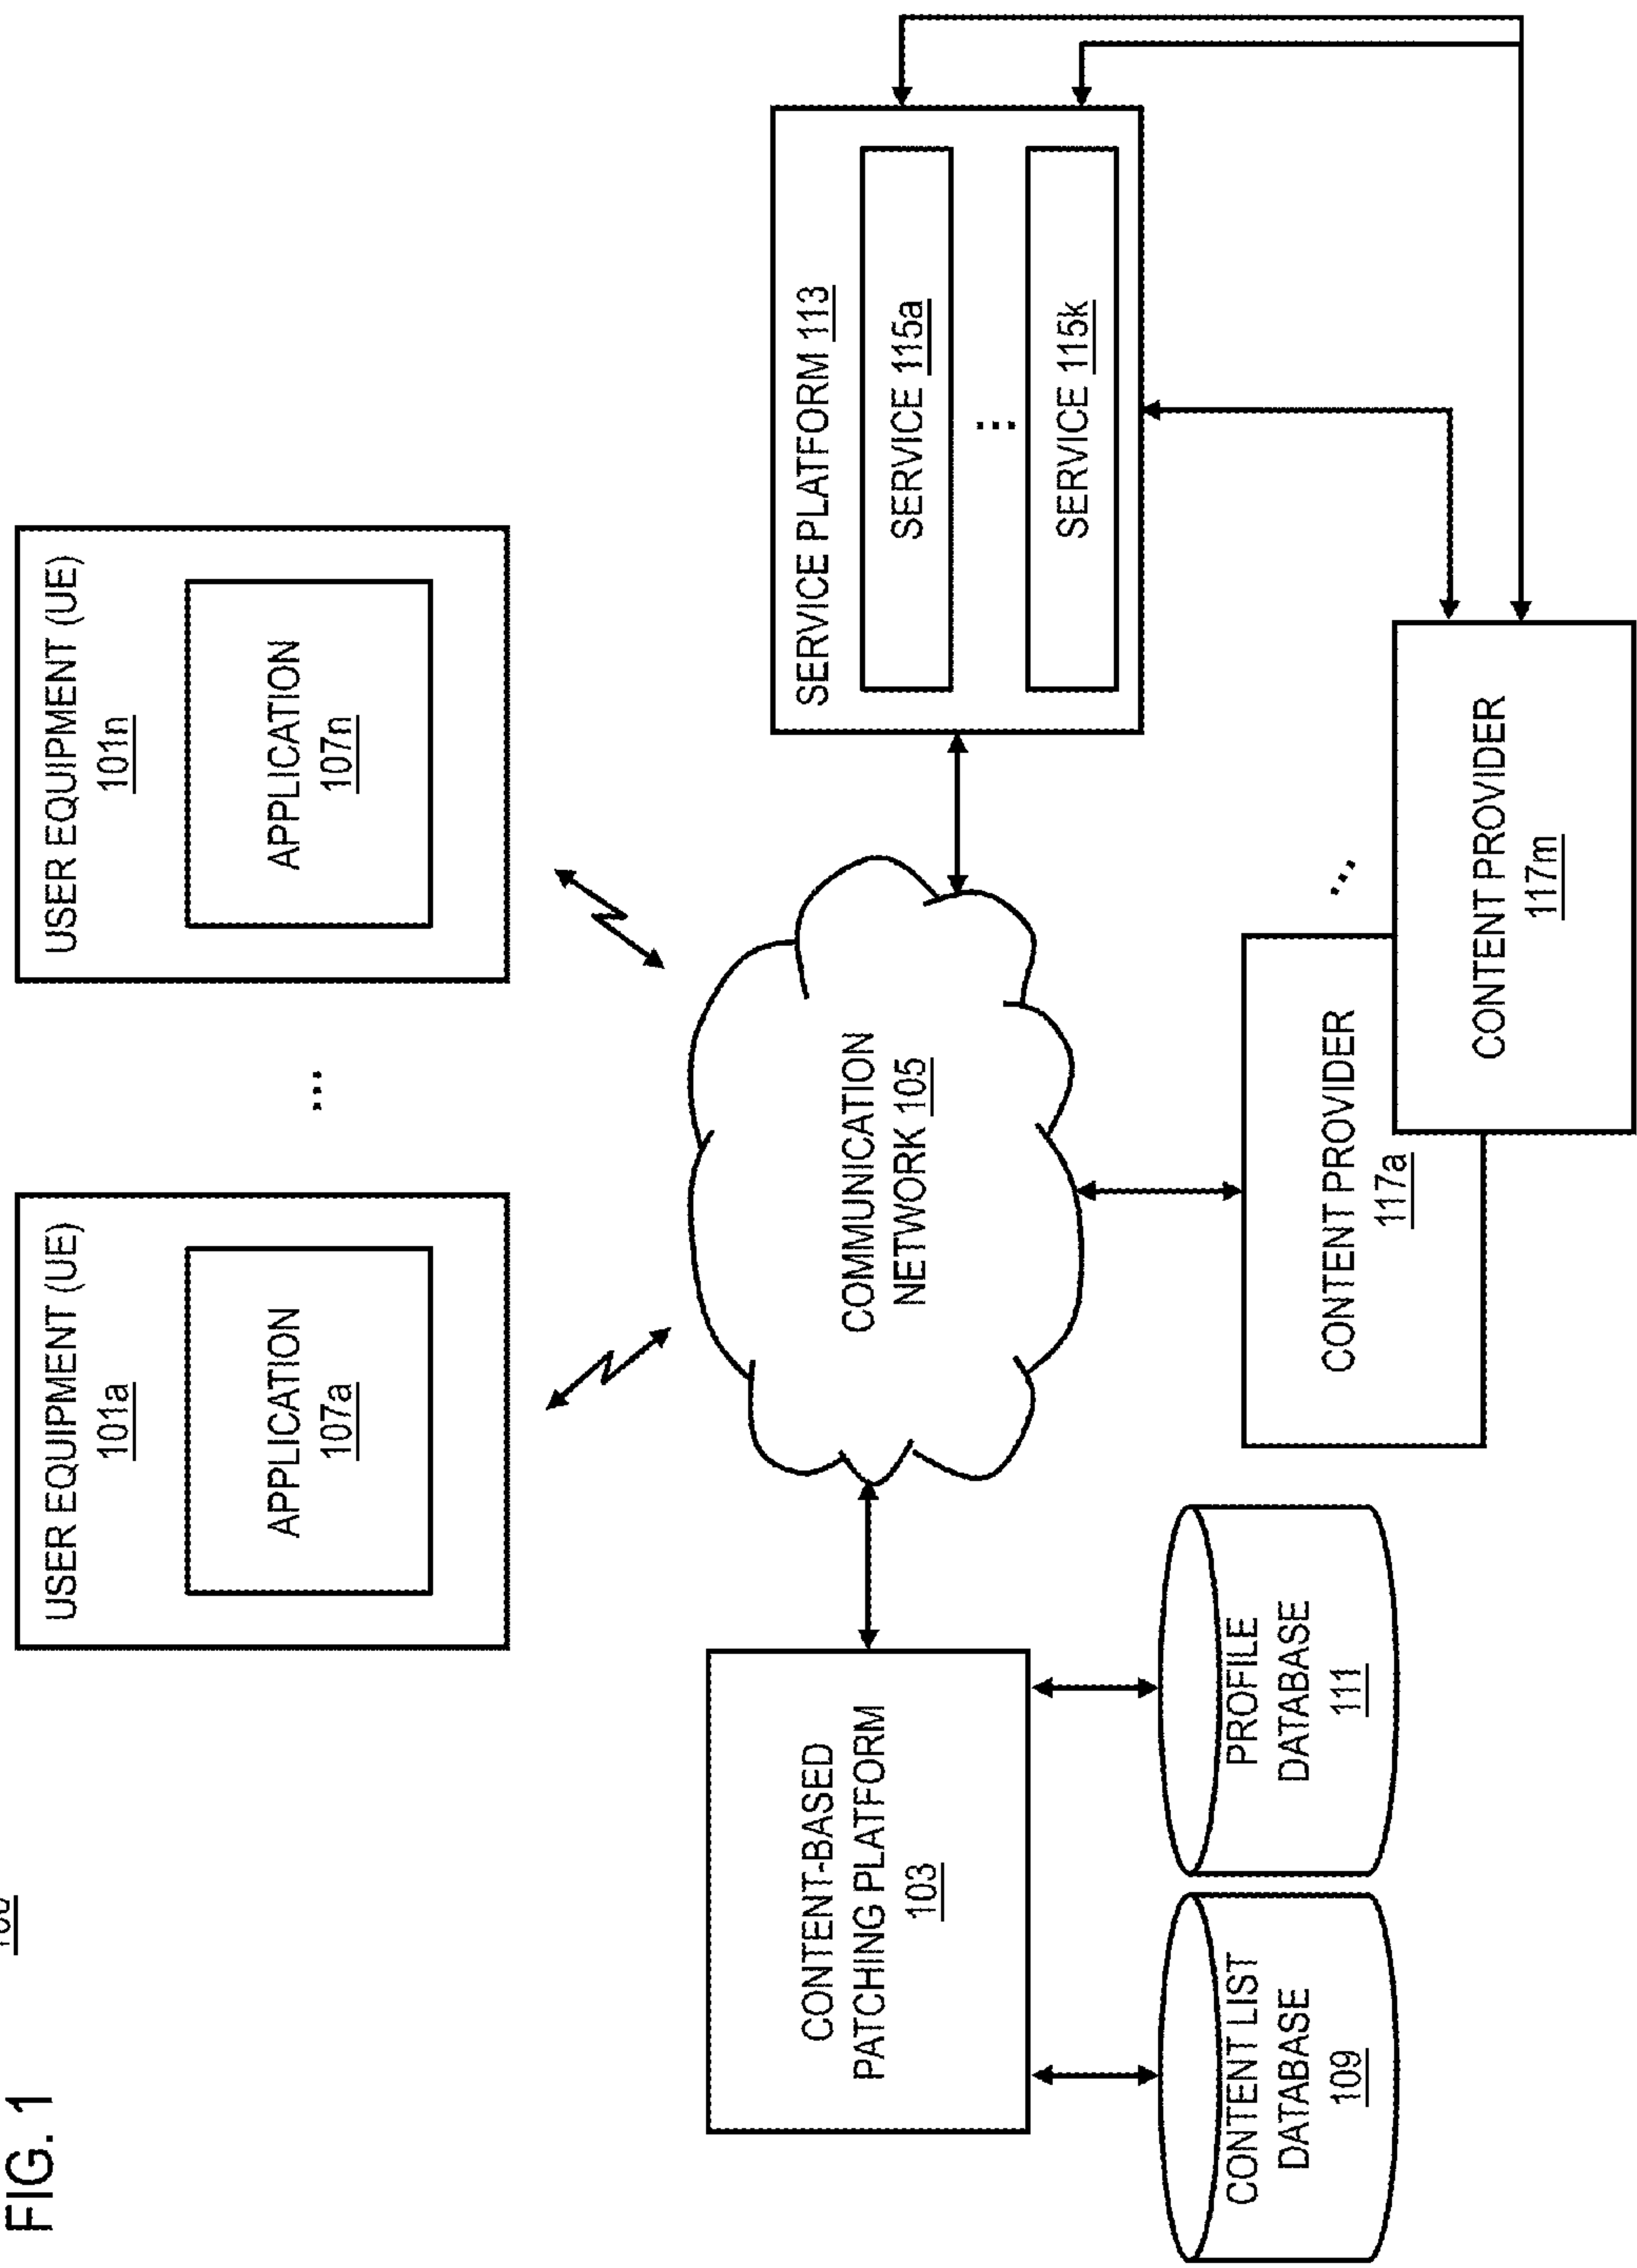 FIG. 1
USER EQUIPMENT (UE)
101a
APPLICATION
107a
...
USER EQUIPMENT (UE)
101n
APPLICATION
107n
CONTENT-BASED
PATCHING PLATFORM
103
COMMUNICATION
NETWORK 105
SERVICE PLATFORM 113
SERVICE 115a
...
SERVICE 115k
CONTENT LIST
DATABASE
109
PROFILE
DATABASE
111
CONTENT PROVIDER
117a
...
CONTENT PROVIDER
117m